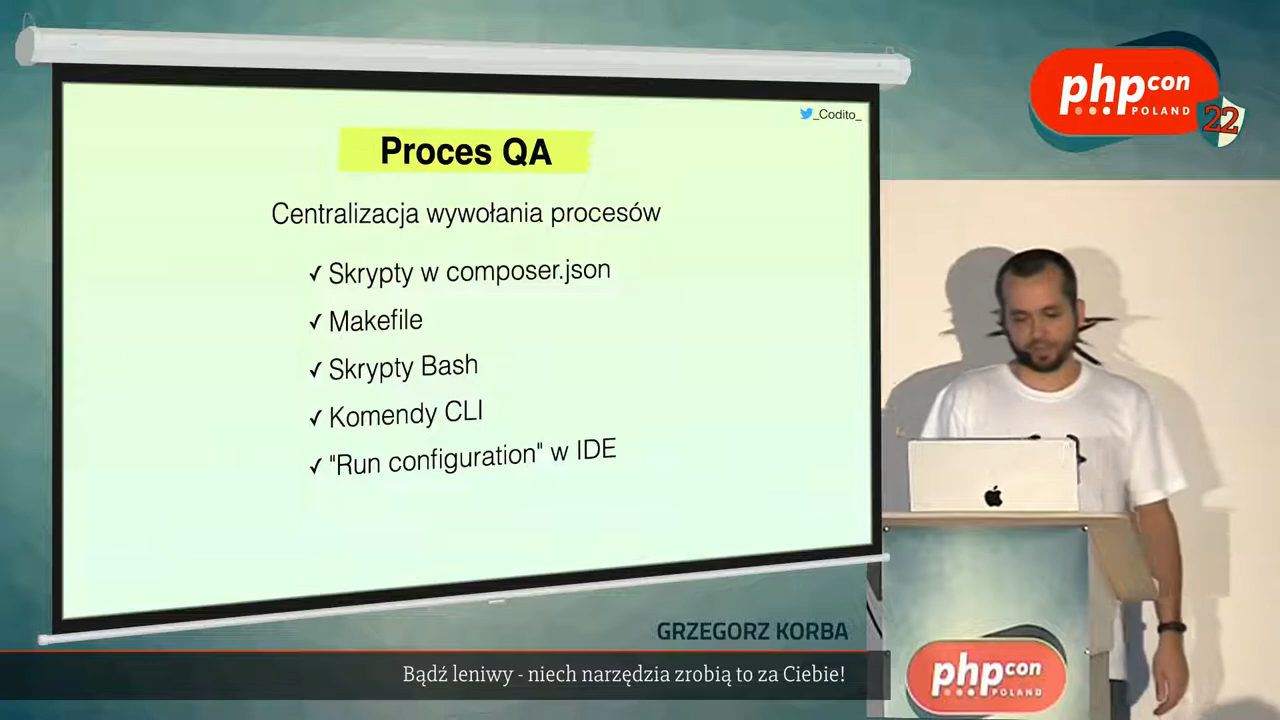 _Codito_
Proces QA
Centralizacja wywołania procesów
✓ Skrypty w composer.json
✓ Makefile
✓ Skrypty Bash
✓ Komendy CLI
✓ "Run configuration" w IDE
phpcon
POLAND
22
GRZEGORZ KORBA
Bądź leniwy - niech narzędzia zrobią to za Ciebie!
phpcon
POLAND